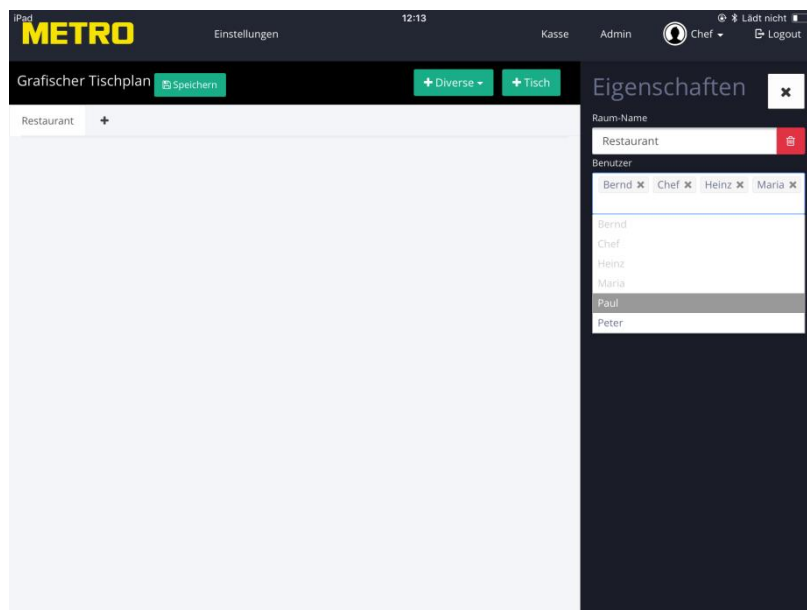 iPad 12:13 Lädt nicht
METRO Einstellungen Kasse Admin Chef Logout
Grafischer Tischplan Speichern + Diverse + Tisch
Restaurant +
Eigenschaften
Raum-Name
Restaurant
Benutzer
Bernd × Chef × Heinz × Maria ×
Bernd
Chef
Heinz
Maria
Paul
Peter